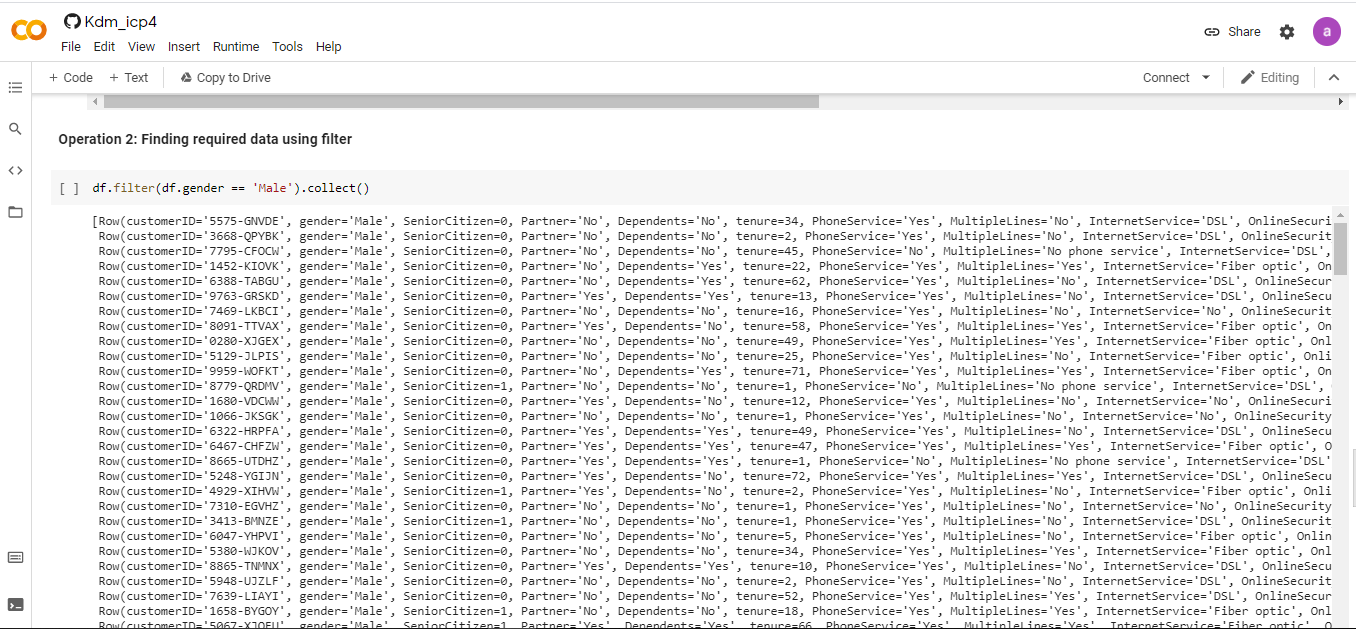 Kdm_icp4
File Edit View Insert Runtime Tools Help
Share
a
+ Code + Text Copy to Drive
Connect
Editing
Operation 2: Finding required data using filter
[ ] df.filter(df.gender == 'Male').collect()
[Row(customerID='5575-GNVDE', gender='Male', SeniorCitizen=0, Partner='No', Dependents='No', tenure=34, PhoneService='Yes', MultipleLines='No', InternetService='DSL', OnlineSecuri
Row(customerID='3668-QPYBK', gender='Male', SeniorCitizen=0, Partner='No', Dependents='No', tenure=2, PhoneService='Yes', MultipleLines='No', InternetService='DSL', OnlineSecurit
Row(customerID='7795-CFOCW', gender='Male', SeniorCitizen=0, Partner='No', Dependents='No', tenure=45, PhoneService='No', MultipleLines='No phone service', InternetService='DSL',
Row(customerID='1452-KIOVK', gender='Male', SeniorCitizen=0, Partner='No', Dependents='Yes', tenure=22, PhoneService='Yes', MultipleLines='Yes', InternetService='Fiber optic', On
Row(customerID='6388-TABGU', gender='Male', SeniorCitizen=0, Partner='No', Dependents='Yes', tenure=62, PhoneService='Yes', MultipleLines='No', InternetService='DSL', OnlineSecur
Row(customerID='9763-GRSKD', gender='Male', SeniorCitizen=0, Partner='Yes', Dependents='Yes', tenure=13, PhoneService='Yes', MultipleLines='No', InternetService='DSL', OnlineSecu
Row(customerID='7469-LKBCI', gender='Male', SeniorCitizen=0, Partner='No', Dependents='No', tenure=16, PhoneService='Yes', MultipleLines='No', InternetService='No', OnlineSecurit
Row(customerID='8091-TTVAX', gender='Male', SeniorCitizen=0, Partner='Yes', Dependents='No', tenure=58, PhoneService='Yes', MultipleLines='Yes', InternetService='Fiber optic', On
Row(customerID='0280-XJGEX', gender='Male', SeniorCitizen=0, Partner='No', Dependents='No', tenure=49, PhoneService='Yes', MultipleLines='Yes', InternetService='Fiber optic', Onl
Row(customerID='5129-JLPIS', gender='Male', SeniorCitizen=0, Partner='No', Dependents='No', tenure=25, PhoneService='Yes', MultipleLines='No', InternetService='Fiber optic', Onli
Row(customerID='9959-WOFKT', gender='Male', SeniorCitizen=0, Partner='No', Dependents='Yes', tenure=71, PhoneService='Yes', MultipleLines='Yes', InternetService='Fiber optic', On
Row(customerID='8779-QRDMV', gender='Male', SeniorCitizen=1, Partner='No', Dependents='No', tenure=1, PhoneService='No', MultipleLines='No phone service', InternetService='DSL',
Row(customerID='1680-VDCWW', gender='Male', SeniorCitizen=0, Partner='Yes', Dependents='No', tenure=12, PhoneService='Yes', MultipleLines='No', InternetService='No', OnlineSecuri
Row(customerID='1066-JKSGK', gender='Male', SeniorCitizen=0, Partner='No', Dependents='No', tenure=1, PhoneService='Yes', MultipleLines='No', InternetService='No', OnlineSecurity
Row(customerID='6322-HRPFA', gender='Male', SeniorCitizen=0, Partner='Yes', Dependents='Yes', tenure=49, PhoneService='Yes', MultipleLines='No', InternetService='DSL', OnlineSecu
Row(customerID='6467-CHFZW', gender='Male', SeniorCitizen=0, Partner='Yes', Dependents='Yes', tenure=47, PhoneService='Yes', MultipleLines='Yes', InternetService='Fiber optic', O
Row(customerID='8665-UTDHZ', gender='Male', SeniorCitizen=0, Partner='Yes', Dependents='Yes', tenure=1, PhoneService='No', MultipleLines='No phone service', InternetService='DSL'
Row(customerID='5248-YGIJN', gender='Male', SeniorCitizen=0, Partner='Yes', Dependents='No', tenure=72, PhoneService='Yes', MultipleLines='Yes', InternetService='DSL', OnlineSecu
Row(customerID='4929-XIHVW', gender='Male', SeniorCitizen=1, Partner='Yes', Dependents='No', tenure=2, PhoneService='Yes', MultipleLines='No', InternetService='Fiber optic', Onli
Row(customerID='7310-EGVHZ', gender='Male', SeniorCitizen=0, Partner='No', Dependents='No', tenure=1, PhoneService='Yes', MultipleLines='No', InternetService='No', OnlineSecurity
Row(customerID='3413-BMNZE', gender='Male', SeniorCitizen=1, Partner='No', Dependents='No', tenure=1, PhoneService='Yes', MultipleLines='No', InternetService='DSL', OnlineSecurit
Row(customerID='6047-YHPVI', gender='Male', SeniorCitizen=0, Partner='No', Dependents='No', tenure=5, PhoneService='Yes', MultipleLines='No', InternetService='Fiber optic', Onlin
Row(customerID='5380-WJKOV', gender='Male', SeniorCitizen=0, Partner='No', Dependents='No', tenure=34, PhoneService='Yes', MultipleLines='Yes', InternetService='Fiber optic', Onl
Row(customerID='8865-TNMNX', gender='Male', SeniorCitizen=0, Partner='Yes', Dependents='Yes', tenure=10, PhoneService='Yes', MultipleLines='No', InternetService='DSL', OnlineSecu
Row(customerID='5948-UJZLF', gender='Male', SeniorCitizen=0, Partner='No', Dependents='No', tenure=2, PhoneService='Yes', MultipleLines='No', InternetService='DSL', OnlineSecurit
Row(customerID='7639-LIAYI', gender='Male', SeniorCitizen=0, Partner='No', Dependents='No', tenure=52, PhoneService='Yes', MultipleLines='Yes', InternetService='DSL', OnlineSecur
Row(customerID='1658-BYGOY', gender='Male', SeniorCitizen=1, Partner='No', Dependents='No', tenure=18, PhoneService='Yes', MultipleLines='Yes', InternetService='Fiber optic', Onl
Row(customerID='5067-XJQFU', gender='Male', SeniorCitizen=1, Partner='Yes', Dependents='Yes', tenure=66, PhoneService='Yes', MultipleLines='Yes', InternetService='Fiber optic', O